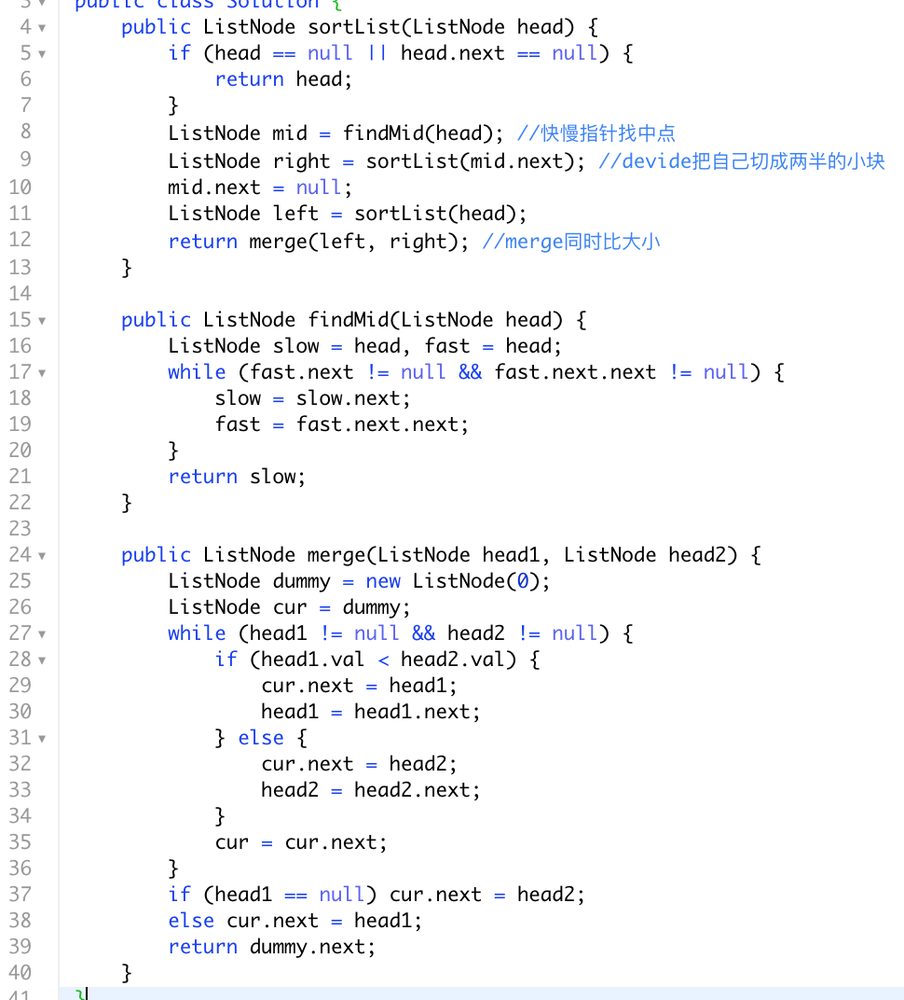 3 public class Solution {
4     public ListNode sortList(ListNode head) {
5         if (head == null || head.next == null) {
6             return head;
7         }
8         ListNode mid = findMid(head); //快慢指针找中点
9         ListNode right = sortList(mid.next); //devide把自己切成两半的小块
10         mid.next = null;
11         ListNode left = sortList(head);
12         return merge(left, right); //merge同时比大小
13     }
14
15     public ListNode findMid(ListNode head) {
16         ListNode slow = head, fast = head;
17         while (fast.next != null && fast.next.next != null) {
18             slow = slow.next;
19             fast = fast.next.next;
20         }
21         return slow;
22     }
23
24     public ListNode merge(ListNode head1, ListNode head2) {
25         ListNode dummy = new ListNode(0);
26         ListNode cur = dummy;
27         while (head1 != null && head2 != null) {
28             if (head1.val < head2.val) {
29                 cur.next = head1;
30                 head1 = head1.next;
31             } else {
32                 cur.next = head2;
33                 head2 = head2.next;
34             }
35             cur = cur.next;
36         }
37         if (head1 == null) cur.next = head2;
38         else cur.next = head1;
39         return dummy.next;
40     }
41 }